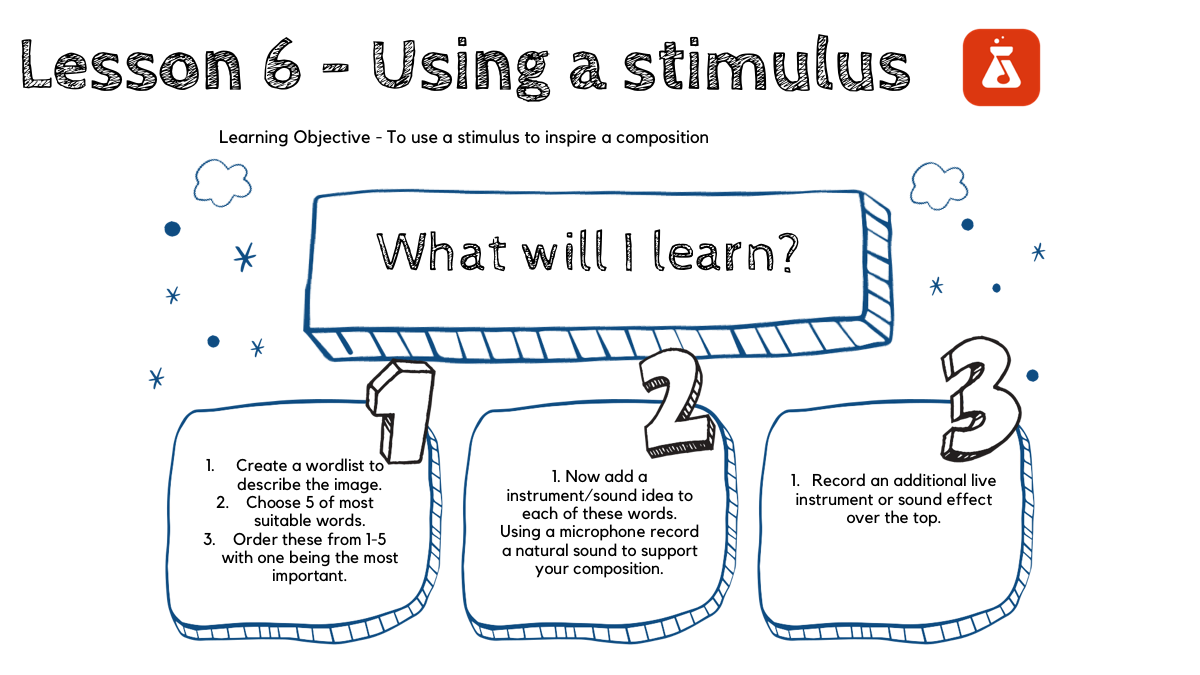 Lesson 6 - Using a stimulus
Learning Objective - To use a stimulus to inspire a composition
What will I learn?
1
1. Create a wordlist to
describe the image.
2. Choose 5 of most
suitable words.
3. Order these from 1-5
with one being the most
important.
2
1. Now add a
instrument/sound idea to
each of these words.
Using a microphone record
a natural sound to support
your composition.
3
1. Record an additional live
instrument or sound effect
over the top.